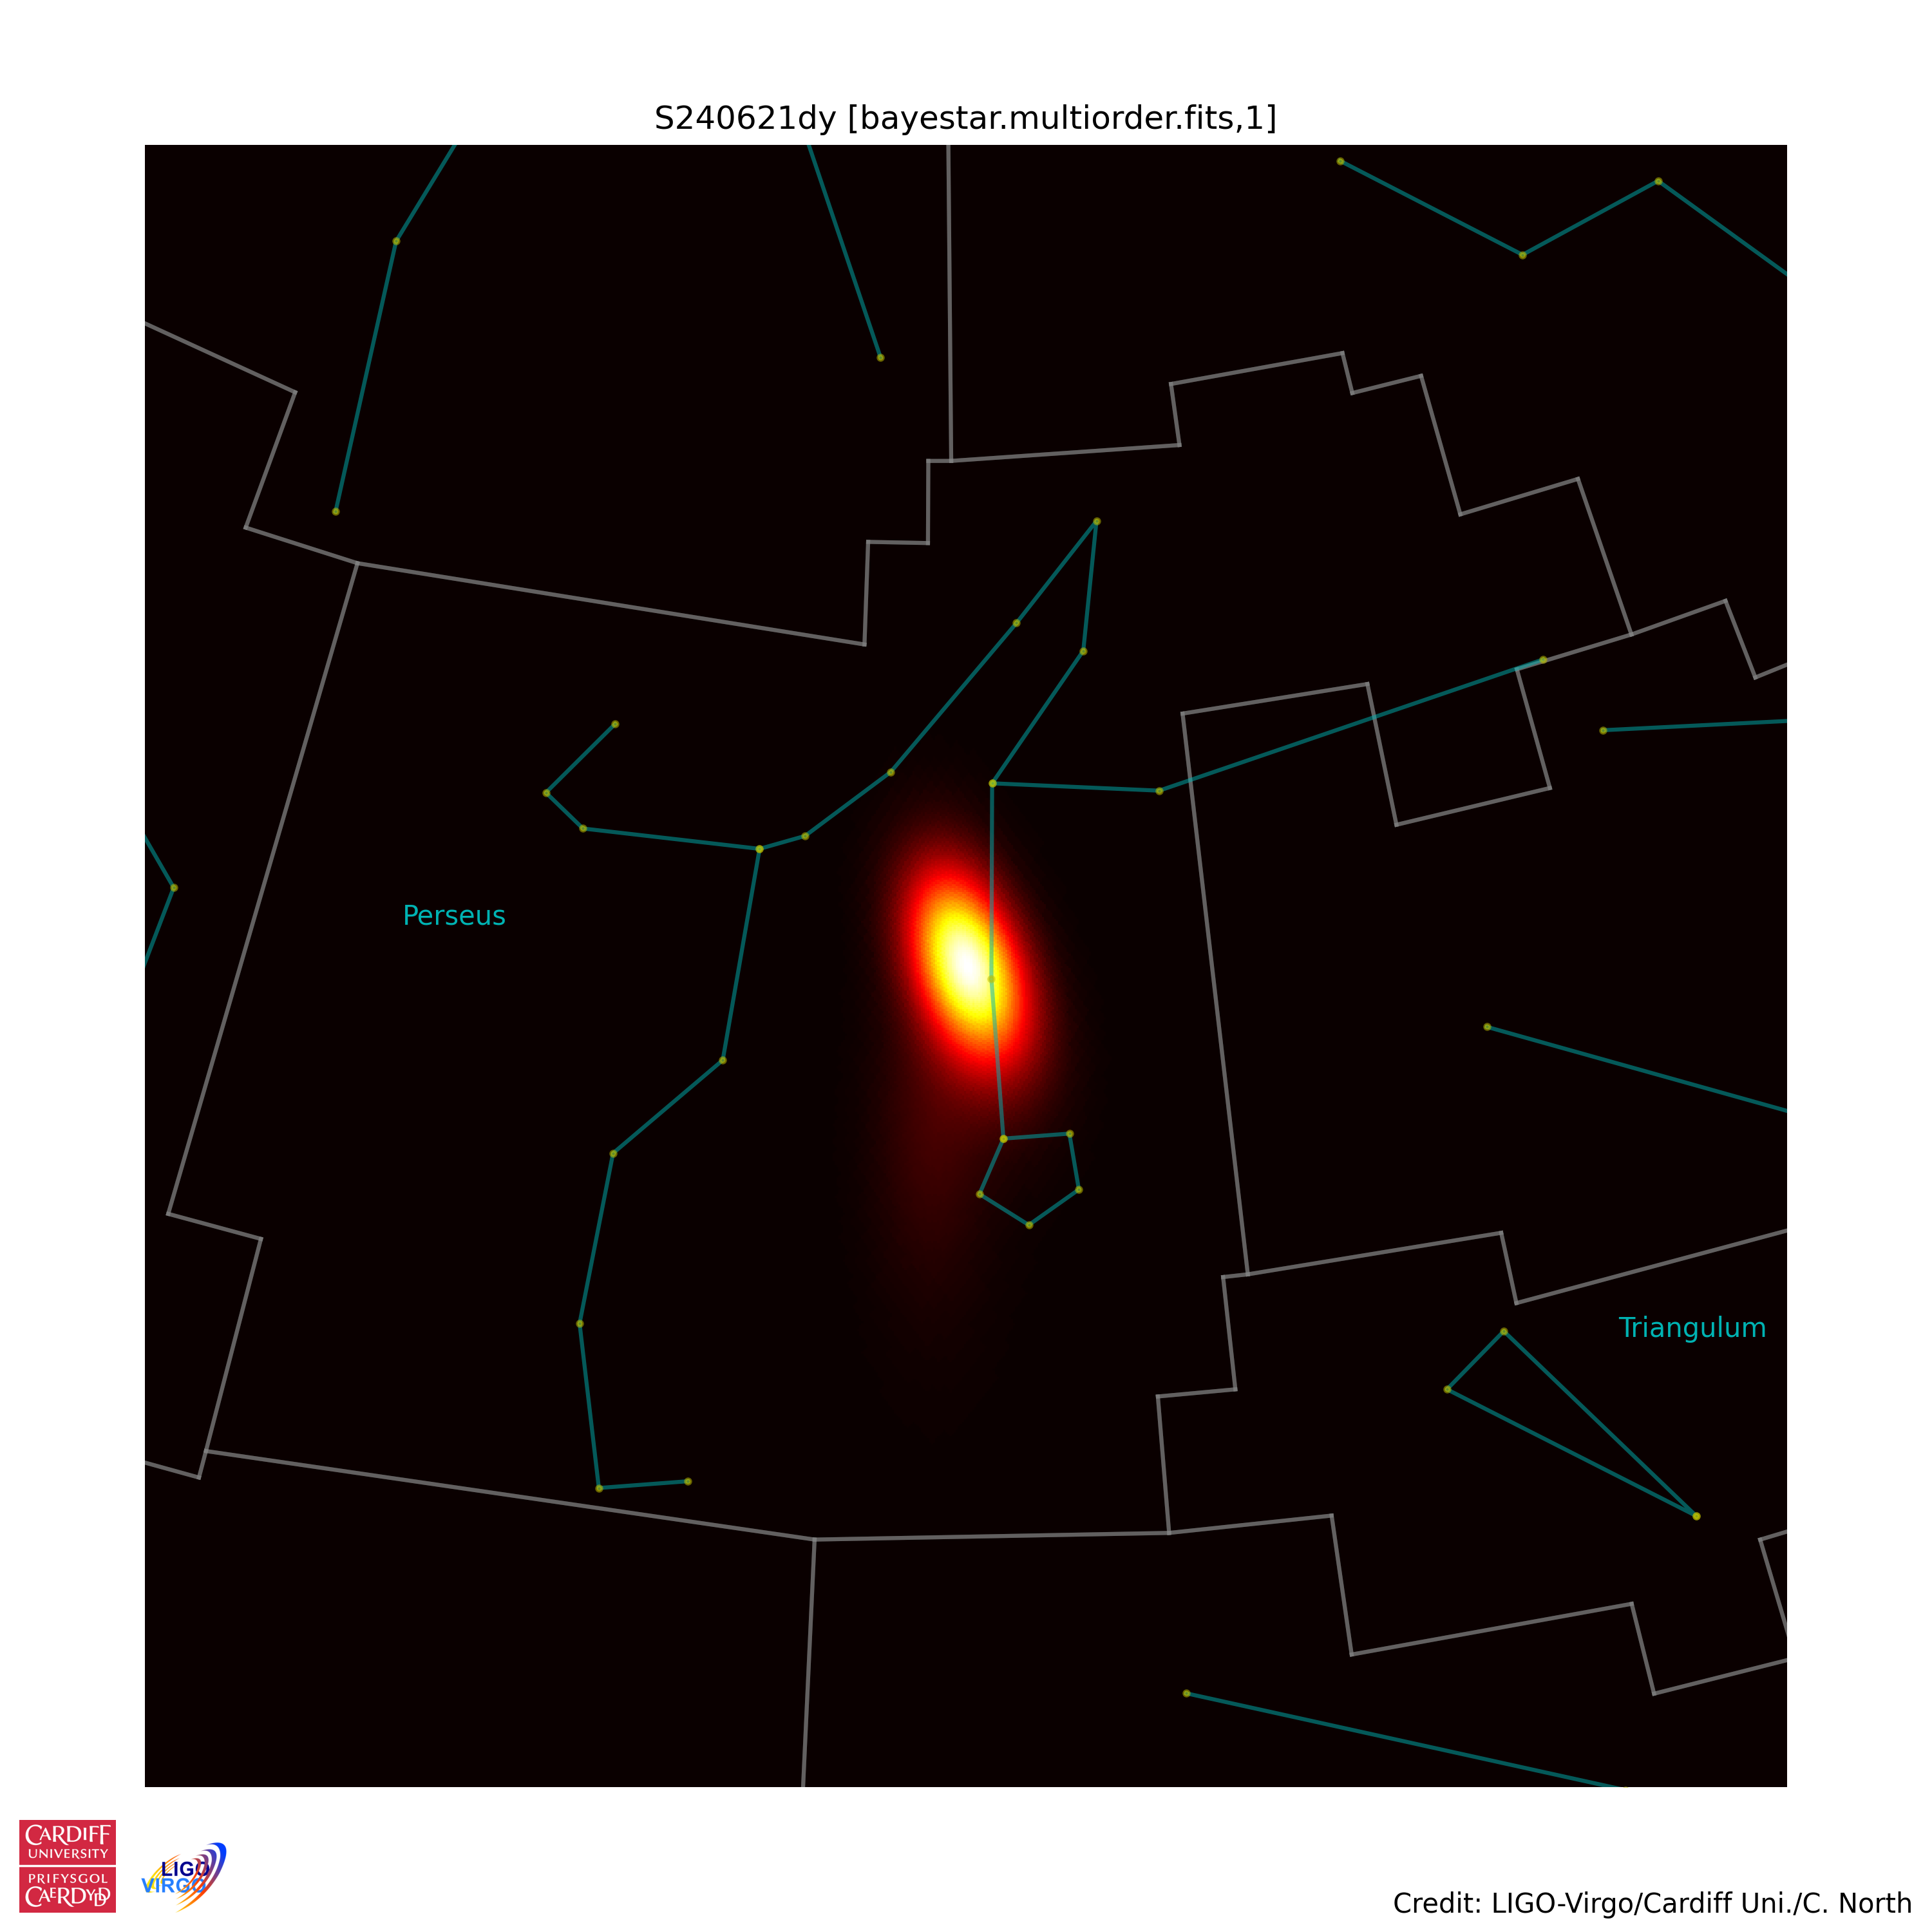 S240621dy [bayestar.multiorder.fits,1]
Perseus
Triangulum
CARDIFF
UNIVERSITY
PRIFYSGOL
CAERDYDD
LIGO
VIRGO
Credit: LIGO-Virgo/Cardiff Uni./C. North